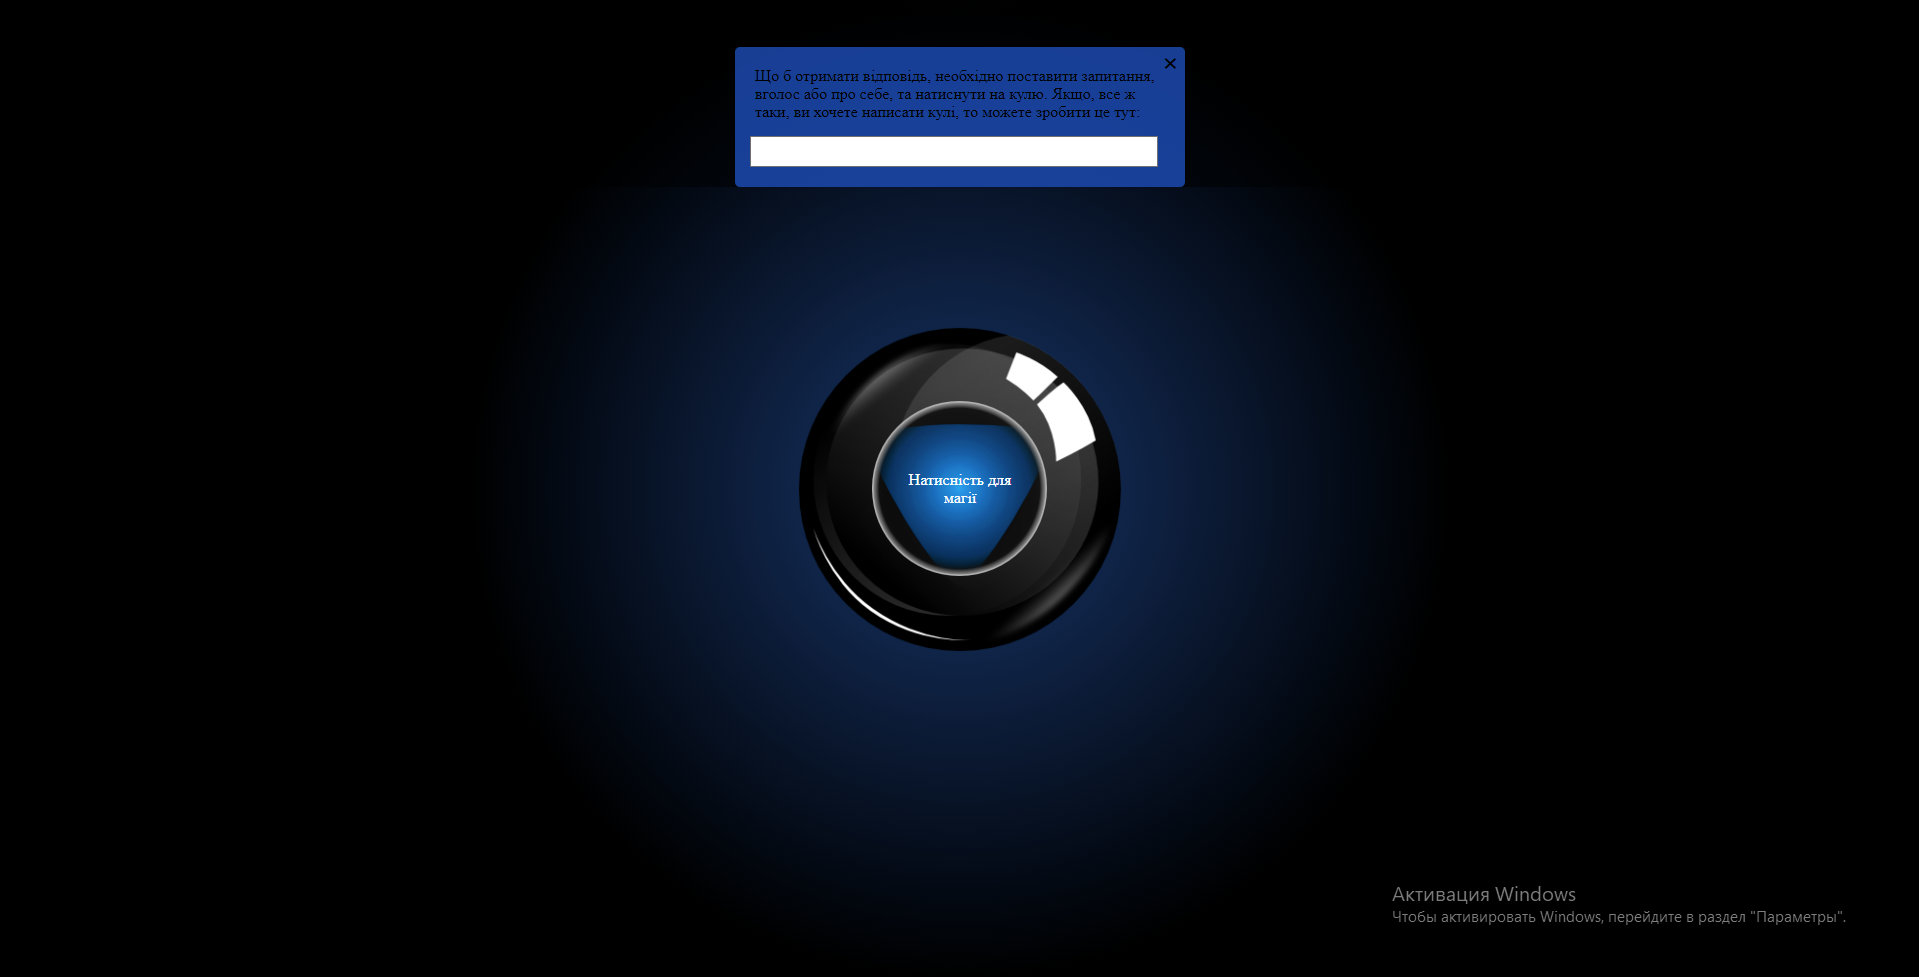 Що б отримати відповідь, необхідно поставити запитання,
вголос або про себе, та натиснути на кулю. Якщо, все ж
таки, ви хочете написати кулі, то можете зробити це тут:
Натисність для
магії
Активация Windows
Чтобы активировать Windows, перейдите в раздел "Параметры".